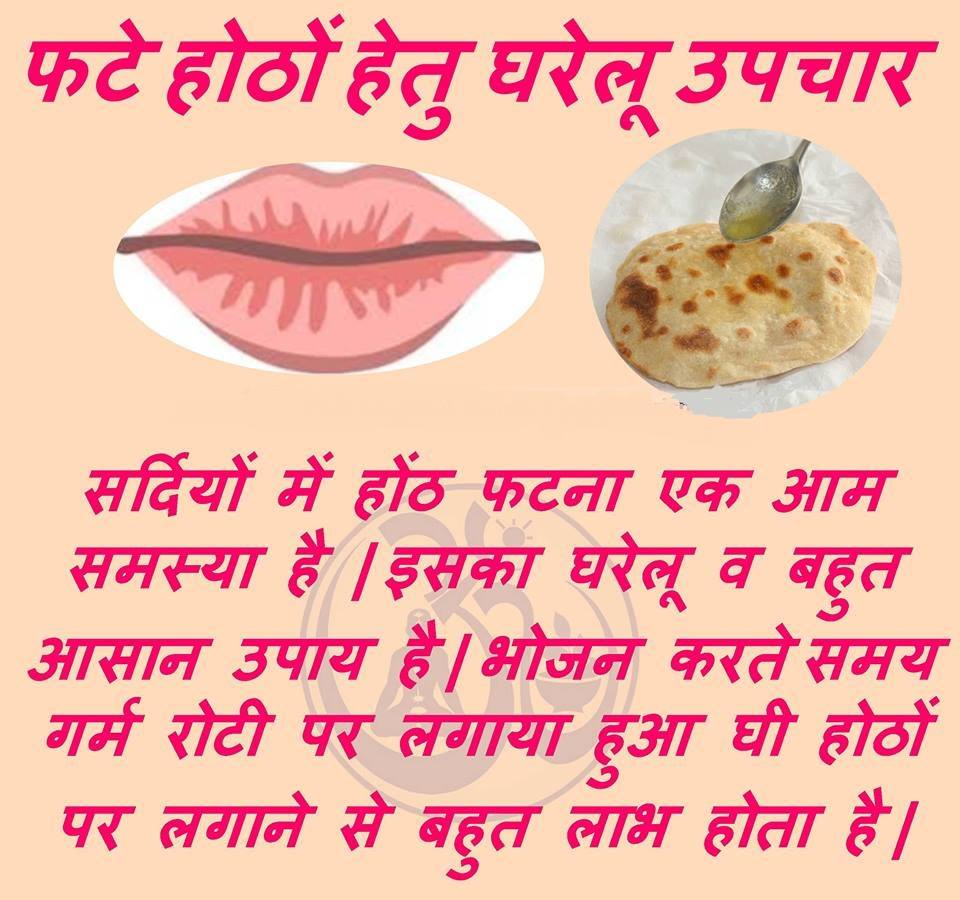 फटे होठों हेतु घरेलू उपचार
सर्दियों में होंठ फटना एक आम
समस्या है |इसका घरेलू व बहुत
आसान उपाय है|भोजन करते समय
गर्म रोटी पर लगाया हुआ घी होठों
पर लगाने से बहुत लाभ होता है|